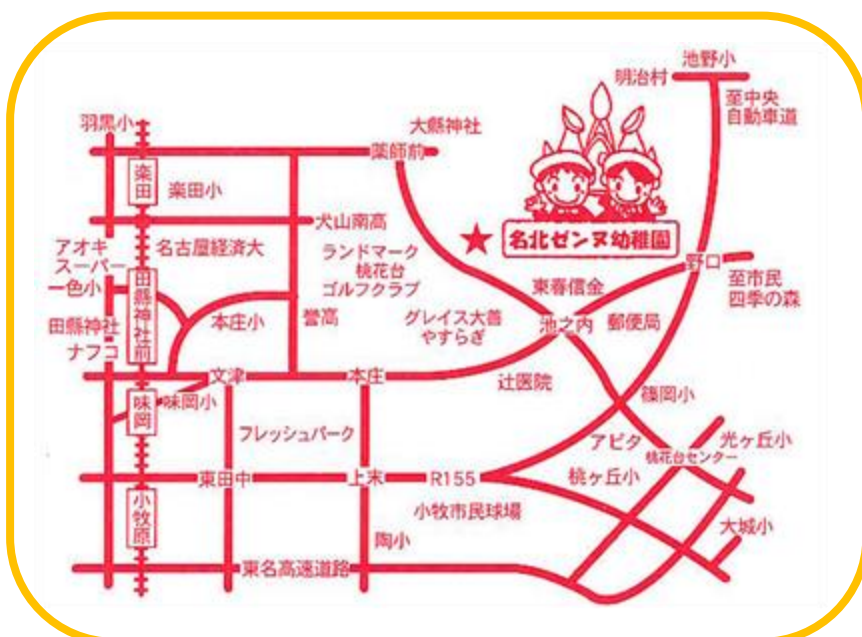 池野小
明治村
至中央
自動車道
羽黒小
大縣神社
薬師前
楽田
楽田小
犬山南高
名北ゼンヌ幼稚園
アオキ
スーパー
一色小
名古屋経済大
ランドマーク
桃花台
ゴルフクラブ
野口
至市民
四季の森
東春信金
田縣神社前
田縣神社
ナフコ
本庄小
誉高
グレイス大善
やすらぎ
池之内
郵便局
文津
本庄
辻医院
篠岡小
味岡
味岡小
フレッシュパーク
アピタ
光ヶ丘小
桃花台センター
東田中
上末
R155
桃ヶ丘小
小牧原
小牧市民球場
大城小
陶小
東名高速道路